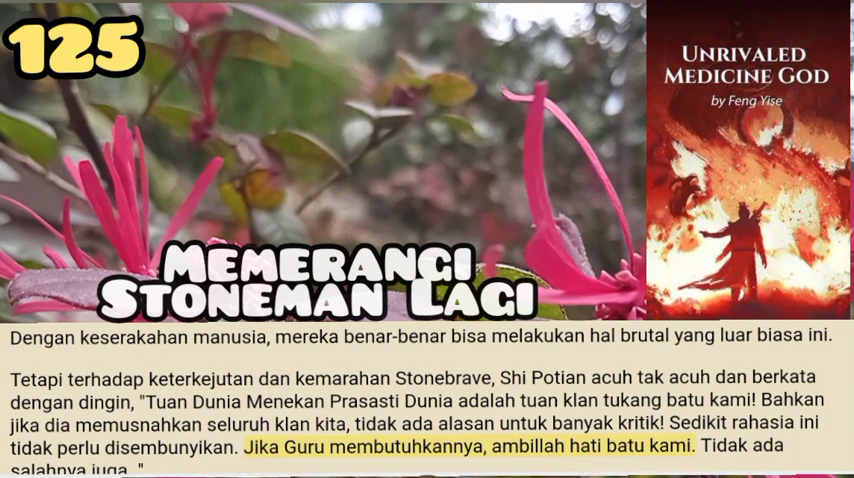 125
UNRIVALED
MEDICINE GOD
by Feng Yise
MEMERANGI
STONEMAN LAGI
Dengan keserakahan manusia, mereka benar-benar bisa melakukan hal brutal yang luar biasa ini.
Tetapi terhadap keterkejutan dan kemarahan Stonebrave, Shi Potian acuh tak acuh dan berkata
dengan dingin, "Tuan Dunia Menekan Prasasti Dunia adalah tuan klan tukang batu kami! Bahkan
jika dia memusnahkan seluruh klan kita, tidak ada alasan untuk banyak kritik! Sedikit rahasia ini
tidak perlu disembunyikan. Jika Guru membutuhkannya, ambillah hati batu kami. Tidak ada
salahnya juga. "